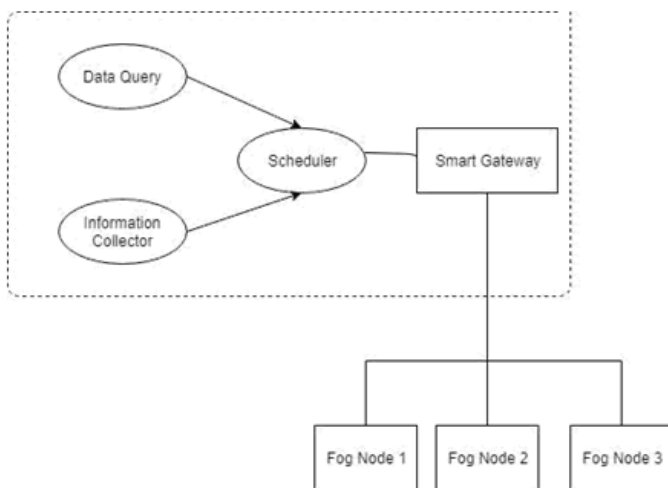 Data Query
Scheduler
Smart Gateway
Information
Collector
Fog Node 1
Fog Node 2
Fog Node 3